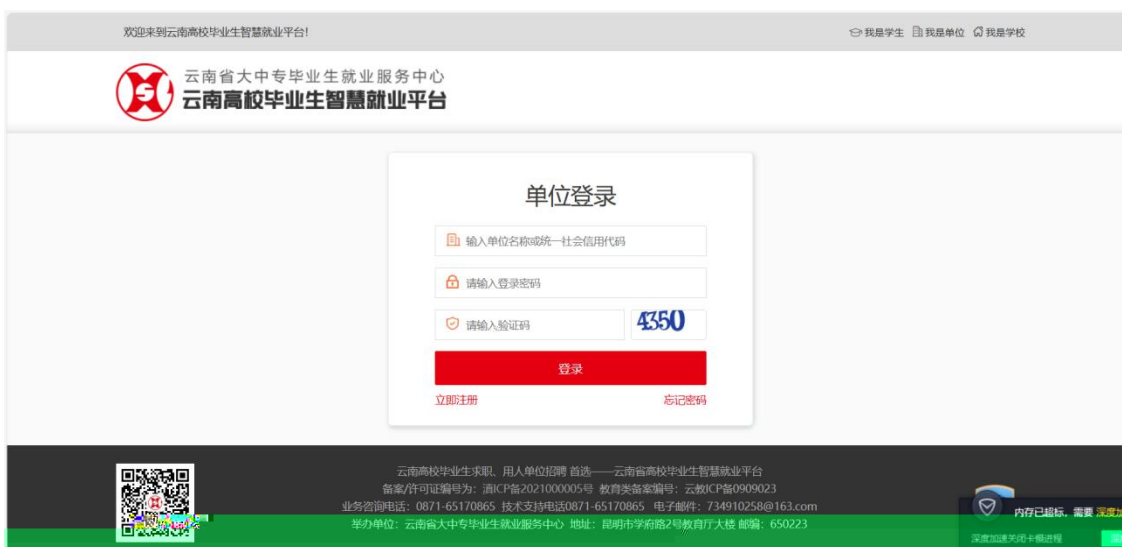 欢迎来到云南高校毕业生智慧就业平台!
我是学生 我是单位 我是学校
云南省大中专毕业生就业服务中心
云南高校毕业生智慧就业平台
单位登录
输入单位名称或统一社会信用代码
请输入登录密码
请输入验证码
4350
登录
立即注册 忘记密码
云南高校毕业生求职、用人单位招聘 首选——云南省高校毕业生智慧就业平台
备案/许可证编号为：滇ICP备2021000005号 教育类备案编号：云教ICP备0909023
业务咨询电话：0871-65170865 技术支持电话0871-65170865 电子邮件：734910258@163.com
举办单位：云南省大中专毕业生就业服务中心 地址：昆明市学府路2号教育厅大楼 邮编：650223
内存已超标，需要 深度加
深度加速关闭卡慢进程